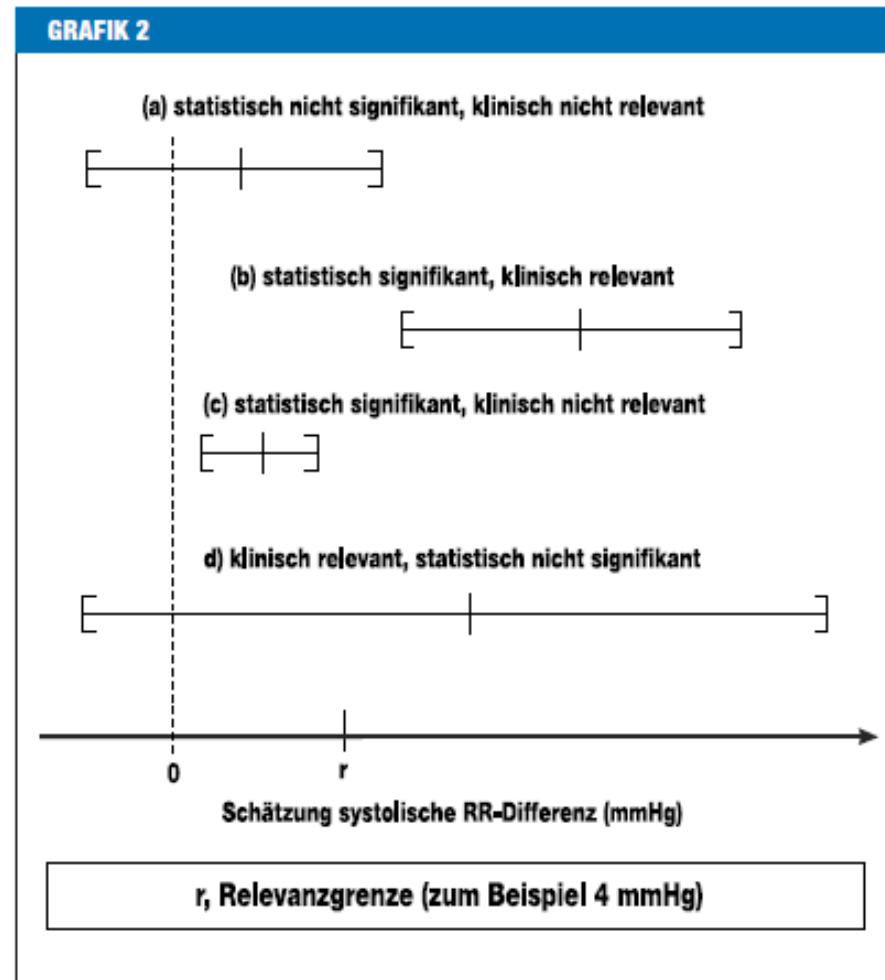 GRAFIK 2
(a) statistisch nicht signifikant, klinisch nicht relevant
(b) statistisch signifikant, klinisch relevant
(c) statistisch signifikant, klinisch nicht relevant
d) klinisch relevant, statistisch nicht signifikant
0 r
Schätzung systolische RR-Differenz (mmHg)
r, Relevanzgrenze (zum Beispiel 4 mmHg)